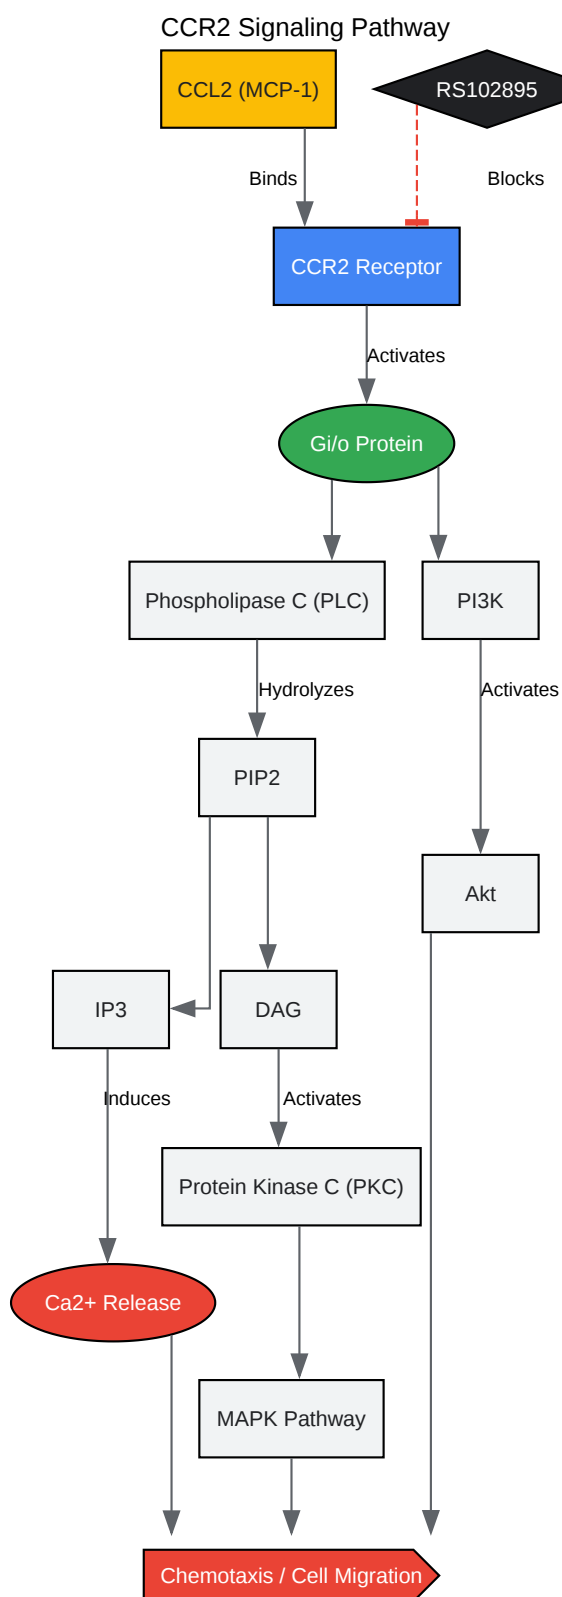 CCR2 Signaling Pathway
CCL2 (MCP-1)
RS102895
Binds
Blocks
CCR2 Receptor
Activates
Gi/o Protein
Phospholipase C (PLC)
PI3K
Hydrolyzes
Activates
PIP2
Akt
IP3
DAG
Induces
Activates
Protein Kinase C (PKC)
Ca2+ Release
MAPK Pathway
Chemotaxis / Cell Migration